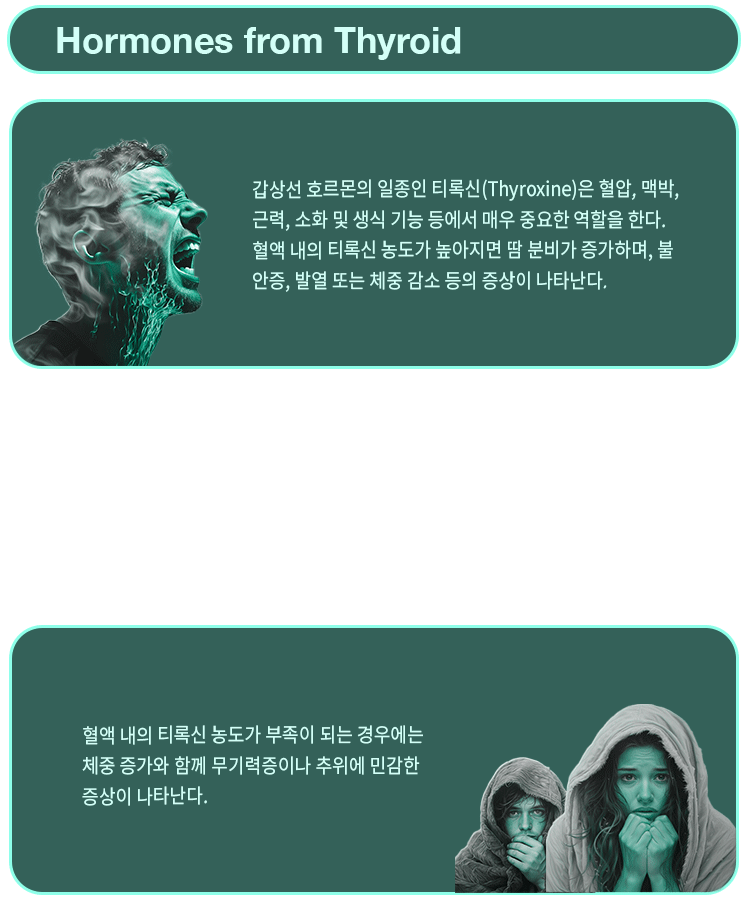 Hormones from Thyroid
갑상선 호르몬의 일종인 티록신(Thyroxine)은 혈압, 맥박,
근력, 소화 및 생식 기능 등에서 매우 중요한 역할을 한다.
혈액 내의 티록신 농도가 높아지면 땀 분비가 증가하며, 불
안증, 발열 또는 체중 감소 등의 증상이 나타난다.
혈액 내의 티록신 농도가 부족이 되는 경우에는
체중 증가와 함께 무기력증이나 추위에 민감한
증상이 나타난다.